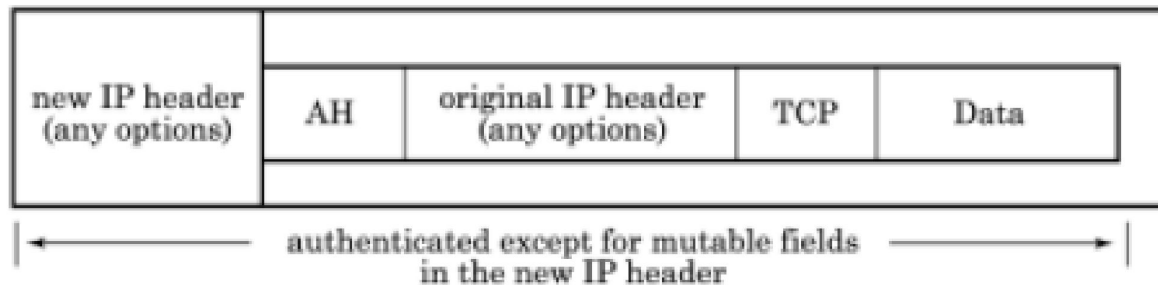 new IP header
(any options)
AH
original IP header
(any options)
TCP
Data
authenticated except for mutable fields
in the new IP header